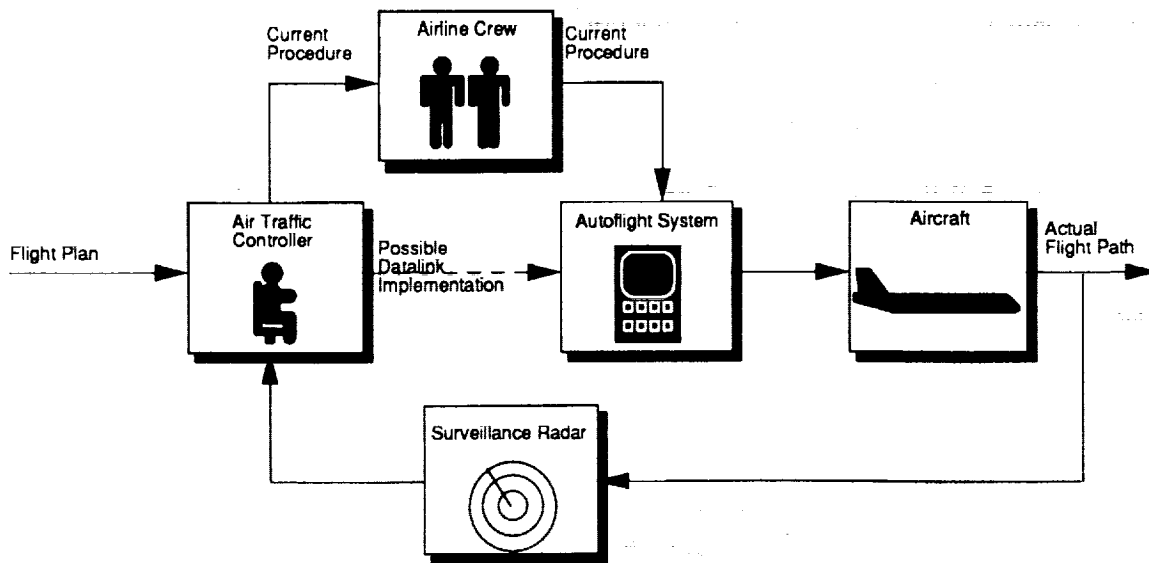 Current
Procedure
Airline Crew
Current
Procedure
Flight Plan
Air Traffic
Controller
Possible
Datalink
Implementation
Autoflight System
Aircraft
Actual
Flight Path
Surveillance Radar